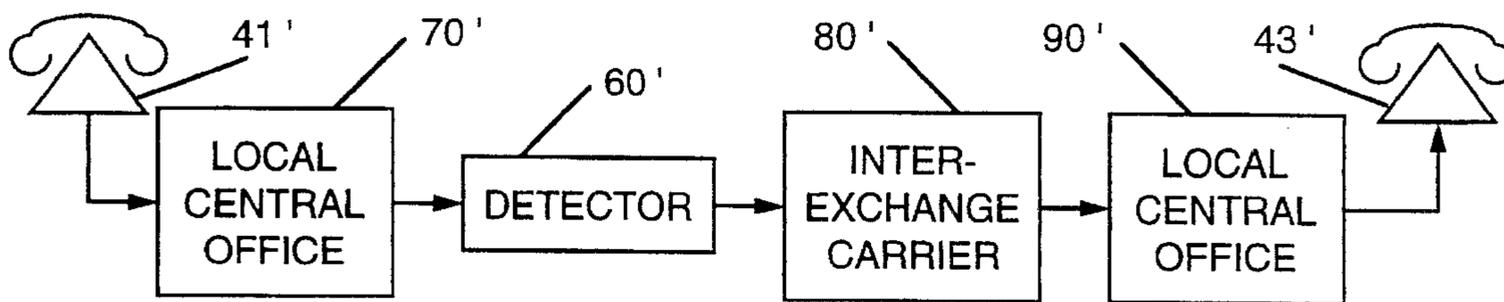 41'
70'
60'
80'
90'
43'
LOCAL
CENTRAL
OFFICE
DETECTOR
INTER-
EXCHANGE
CARRIER
LOCAL
CENTRAL
OFFICE